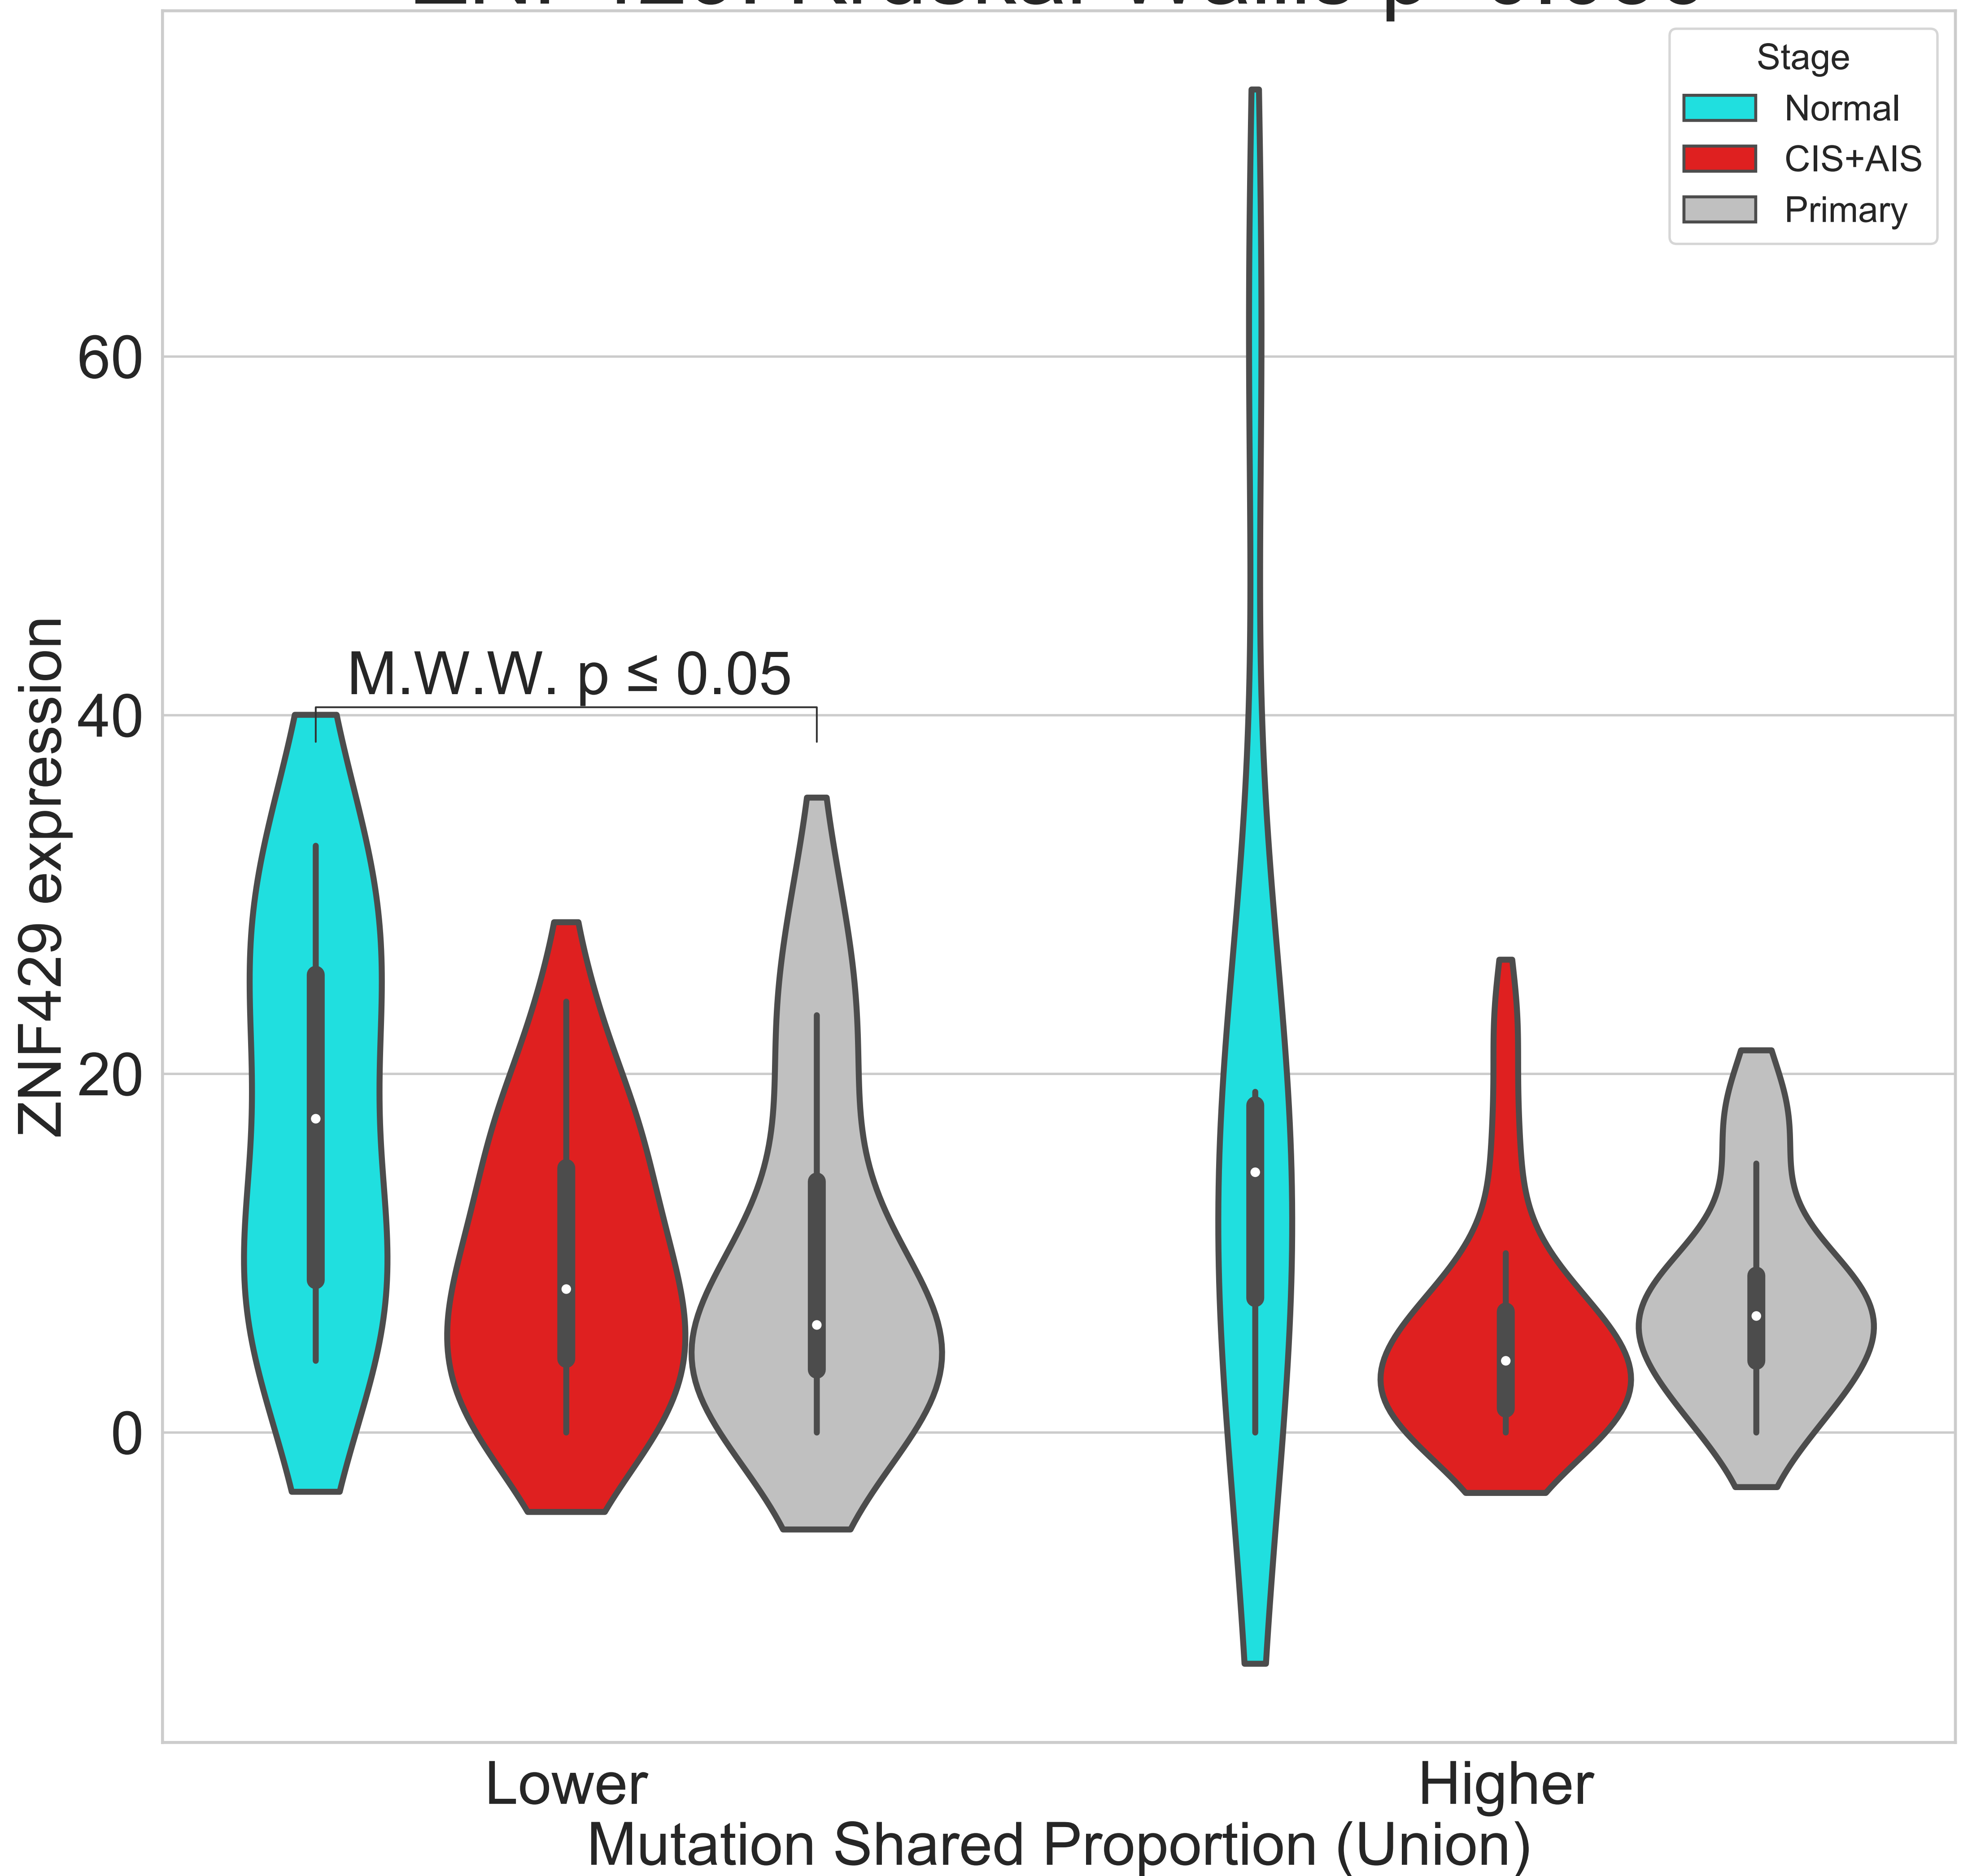 Stage
Normal
CIS+AIS
Primary
60
40
20
0
ZNF429 expression
M.W.W. p ≤ 0.05
Lower
Higher
Mutation Shared Proportion (Union)